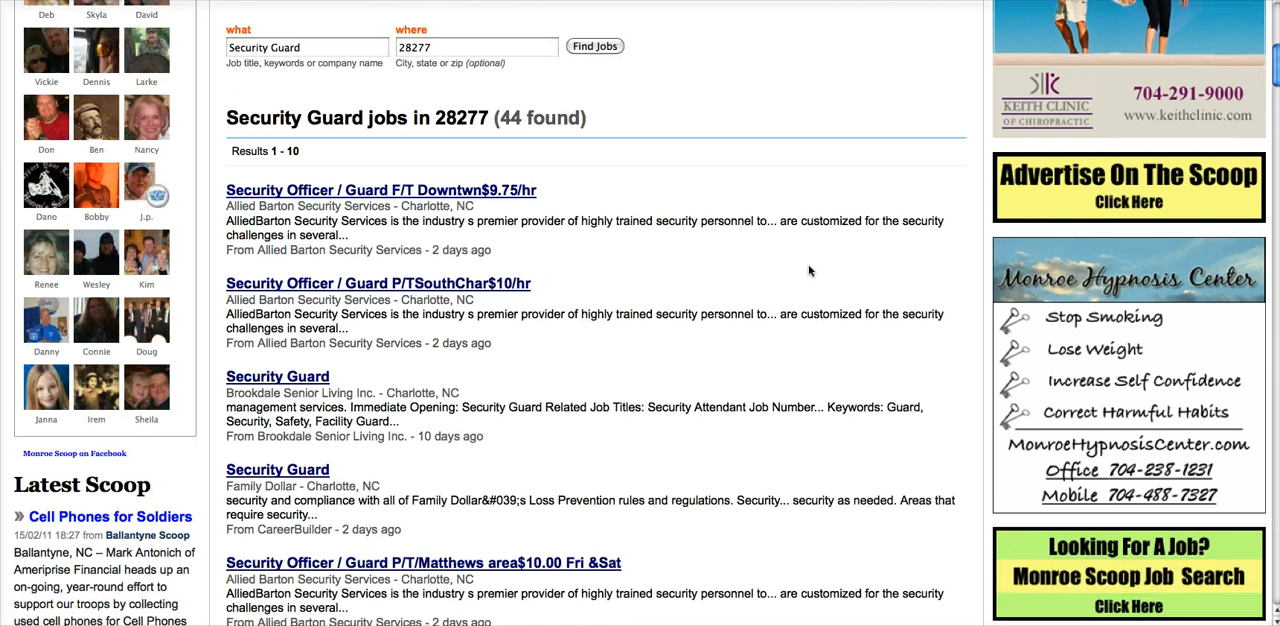 Deb Skyla David
Vickie Dennis Larke
Don Ben Nancy
Dano Bobby J.p.
Renee Wesley Kim
Danny Connie Doug
Janna Irem Sheila
Monroe Scoop on Facebook
Latest Scoop
» Cell Phones for Soldiers
15/02/11 18:27 from Ballantyne Scoop
Ballantyne, NC – Mark Antonich of
Ameriprise Financial heads up an
on-going, year-round effort to
support our troops by collecting
used cell phones for Cell Phones
what where
Security Guard 28277 Find Jobs
Job title, keywords or company name City, state or zip (optional)
Security Guard jobs in 28277 (44 found)
Results 1 - 10
Security Officer / Guard F/T Downtwn$9.75/hr
Allied Barton Security Services - Charlotte, NC
AlliedBarton Security Services is the industry s premier provider of highly trained security personnel to... are customized for the security
challenges in several...
From Allied Barton Security Services - 2 days ago
Security Officer / Guard P/TSouthChar$10/hr
Allied Barton Security Services - Charlotte, NC
AlliedBarton Security Services is the industry s premier provider of highly trained security personnel to... are customized for the security
challenges in several...
From Allied Barton Security Services - 2 days ago
Security Guard
Brookdale Senior Living Inc. - Charlotte, NC
management services. Immediate Opening: Security Guard Related Job Titles: Security Attendant Job Number... Keywords: Guard,
Security, Safety, Facility Guard...
From Brookdale Senior Living Inc. - 10 days ago
Security Guard
Family Dollar - Charlotte, NC
security and compliance with all of Family Dollar&#039;s Loss Prevention rules and regulations. Security... security as needed. Areas that
require security...
From CareerBuilder - 2 days ago
Security Officer / Guard P/T/Matthews area$10.00 Fri &Sat
Allied Barton Security Services - Charlotte, NC
AlliedBarton Security Services is the industry s premier provider of highly trained security personnel to... are customized for the security
challenges in several...
From Allied Barton Security Services - 2 days ago
KEITH CLINIC
OF CHIROPRACTIC
704-291-9000
www.keithclinic.com
Advertise On The Scoop
Click Here
Monroe Hypnosis Center
Stop Smoking
Lose Weight
Increase Self Confidence
Correct Harmful Habits
MonroeHypnosisCenter.com
Office 704-238-1231
Mobile 704-488-7327
Looking For A Job?
Monroe Scoop Job Search
Click Here